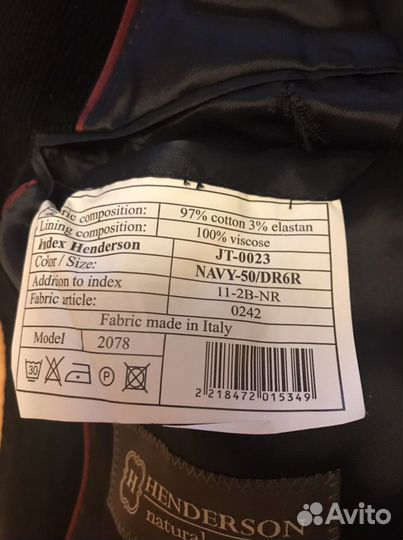 ric composition: 97% cotton 3% elastan
Lining composition: 100% viscose
Index Henderson JT-0023
Color / Size: NAVY-50/DR6R
Addition to index 11-2B-NR
Fabric article: 0242
Fabric made in Italy
Model 2078
30 P
2 218472 015349
H HENDERSON
natural
Avito